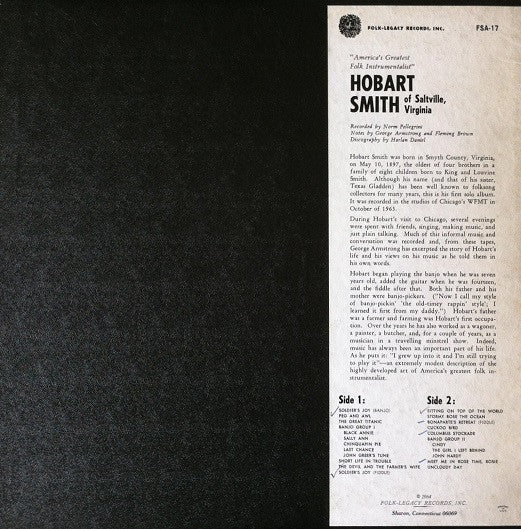 FOLK-LEGACY RECORDS, INC. FSA-17
"America's Greatest
Folk Instrumentalist"
HOBART
SMITH of Saltville,
Virginia
Recorded by Norm Pellegrini
Notes by George Armstrong and Fleming Brown
Discography by Harlan Daniel
Hobart Smith was born in Smyth County, Virginia,
on May 10, 1897, the oldest of four brothers in a
family of eight children born to King and Louvine
Smith. Although his name (and that of his sister,
Texas Gladden) has been well known to folksong
collectors for many years, this is his first solo album.
It was recorded in the studios of Chicago's WFMT in
October of 1963.
During Hobart's visit to Chicago, several evenings
were spent with friends, singing, making music, and
just plain talking. Much of this informal music and
conversation was recorded and, from these tapes,
George Armstrong has excerpted the story of Hobart's
life and his views on his music as he told them in
his own words.
Hobart began playing the banjo when he was seven
years old, added the guitar when he was fourteen,
and the fiddle after that. Both his father and his
mother were banjo-pickers. ("Now I call my style
of banjo-pickin' 'the old-timey rappin' style'; I
learned it first from my daddy.") Hobart's father
was a farmer and farming was Hobart's first occupa-
tion. Over the years he has also worked as a wagoner,
a painter, a butcher, and, for a couple of years, as a
musician in a travelling minstrel show. Indeed,
music has always been an important part of his life.
As he puts it: "I grew up into it and I'm still trying
to play it"—an extremely modest description of the
highly developed art of America's greatest folk in-
strumentalist.
Side 1:
SOLDIER'S JOY (BANJO)
PEG AND AWL
THE GREAT TITANIC
BANJO GROUP I
BLACK ANNIE
SALLY ANN
CHINQUAPIN PIE
LAST CHANCE
JOHN GREER'S TUNE
SHORT LIFE IN TROUBLE
THE DEVIL AND THE FARMER'S WIFE
SOLDIER'S JOY (FIDDLE)
Side 2:
SITTING ON TOP OF THE WORLD
STORMY ROSE THE OCEAN
BONAPARTE'S RETREAT (FIDDLE)
CUCKOO BIRD
COLUMBUS STOCKADE
BANJO GROUP II
CINDY
THE GIRL I LEFT BEHIND
JOHN HARDY
MEET ME IN ROSE TIME, ROSIE
UNCLOUDY DAY
© 1964
FOLK-LEGACY RECORDS, INC.
Sharon, Connecticut 06069